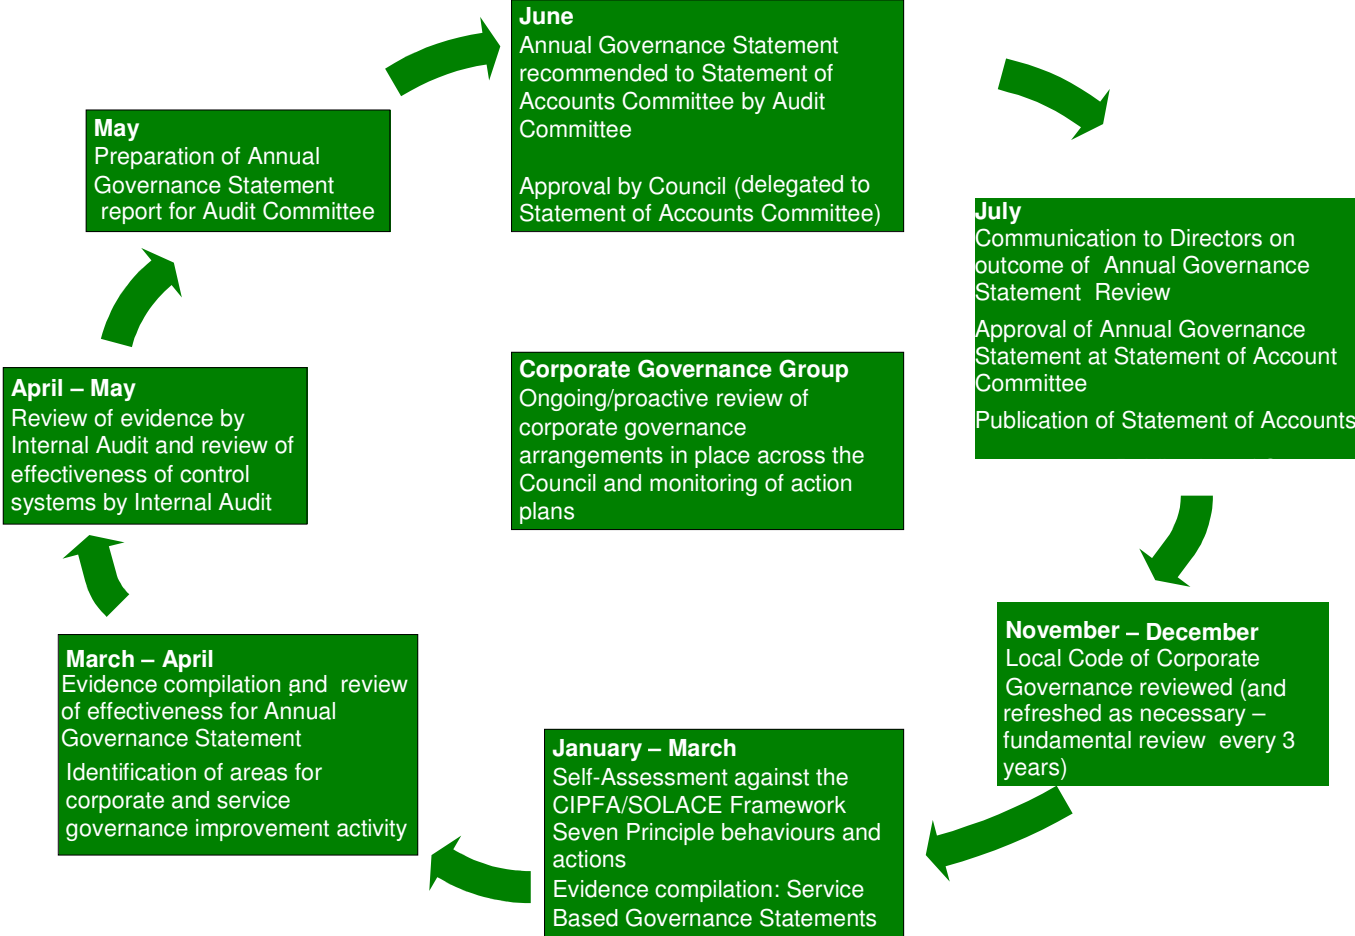 June
Annual Governance Statement
recommended to Statement of
Accounts Committee by Audit
Committee
Approval by Council (delegated to
Statement of Accounts Committee)
May
Preparation of Annual
Governance Statement
report for Audit Committee
July
Communication to Directors on
outcome of Annual Governance
Statement Review
Approval of Annual Governance
Statement at Statement of Account
Committee
Publication of Statement of Accounts
April – May
Review of evidence by
Internal Audit and review of
effectiveness of control
systems by Internal Audit
Corporate Governance Group
Ongoing/proactive review of
corporate governance
arrangements in place across the
Council and monitoring of action
plans
November – December
Local Code of Corporate
Governance reviewed (and
refreshed as necessary –
fundamental review every 3
years)
March – April
Evidence compilation and review
of effectiveness for Annual
Governance Statement
Identification of areas for
corporate and service
governance improvement activity
January – March
Self-Assessment against the
CIPFA/SOLACE Framework
Seven Principle behaviours and
actions
Evidence compilation: Service
Based Governance Statements